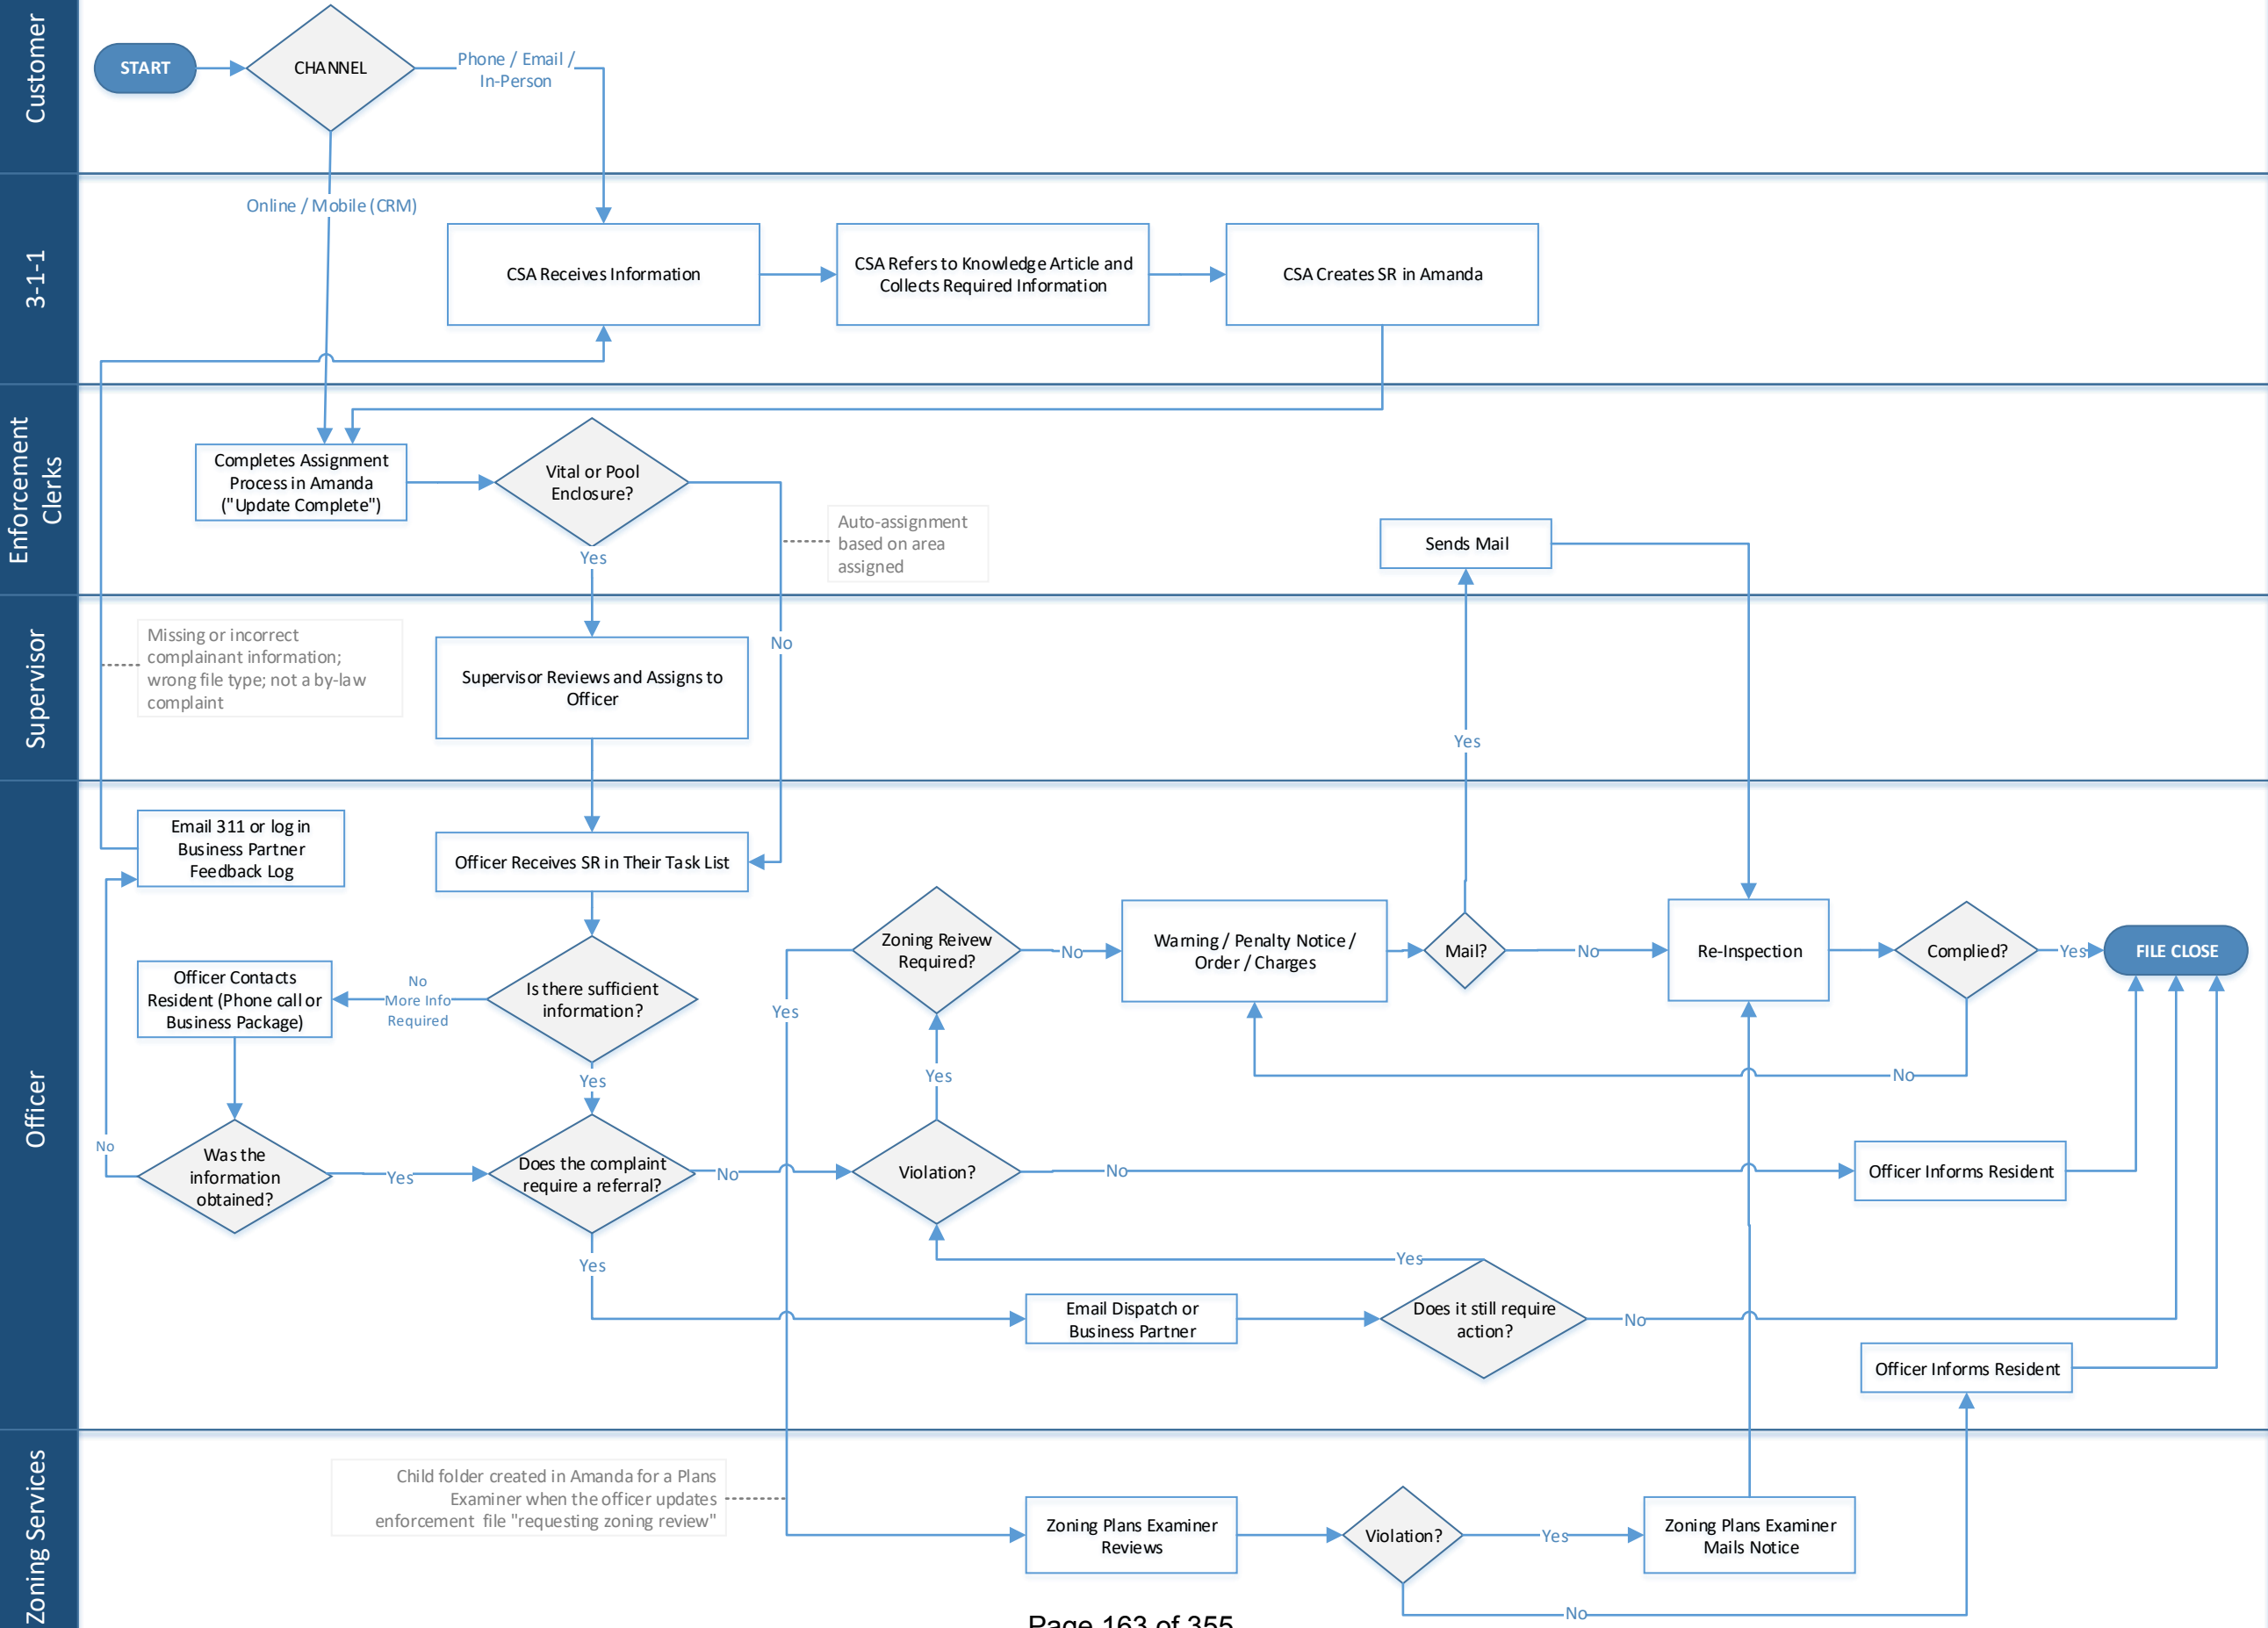 Customer
START
CHANNEL
Phone / Email /
In-Person
3-1-1
Online / Mobile (CRM)
CSA Receives Information
CSA Refers to Knowledge Article and
Collects Required Information
CSA Creates SR in Amanda
Enforcement
Clerks
Completes Assignment
Process in Amanda
("Update Complete")
Vital or Pool
Enclosure?
Yes
Auto-assignment
based on area
assigned
Sends Mail
Supervisor
Missing or incorrect
complainant information;
wrong file type; not a by-law
complaint
Supervisor Reviews and Assigns to
Officer
No
Yes
Officer
Email 311 or log in
Business Partner
Feedback Log
Officer Receives SR in Their Task List
Zoning Reivew
Required?
No
Warning / Penalty Notice /
Order / Charges
Mail?
No
Re-Inspection
Complied?
Yes
FILE CLOSE
Officer Contacts
Resident (Phone call or
Business Package)
No
More Info
Required
Is there sufficient
information?
Yes
Yes
Yes
No
No
Was the
information
obtained?
Yes
Does the complaint
require a referral?
No
Violation?
No
Officer Informs Resident
Yes
Yes
Email Dispatch or
Business Partner
Does it still require
action?
No
Officer Informs Resident
Zoning Services
Child folder created in Amanda for a Plans
Examiner when the officer updates
enforcement file "requesting zoning review"
Zoning Plans Examiner
Reviews
Violation?
Yes
Zoning Plans Examiner
Mails Notice
No
Page 163 of 355